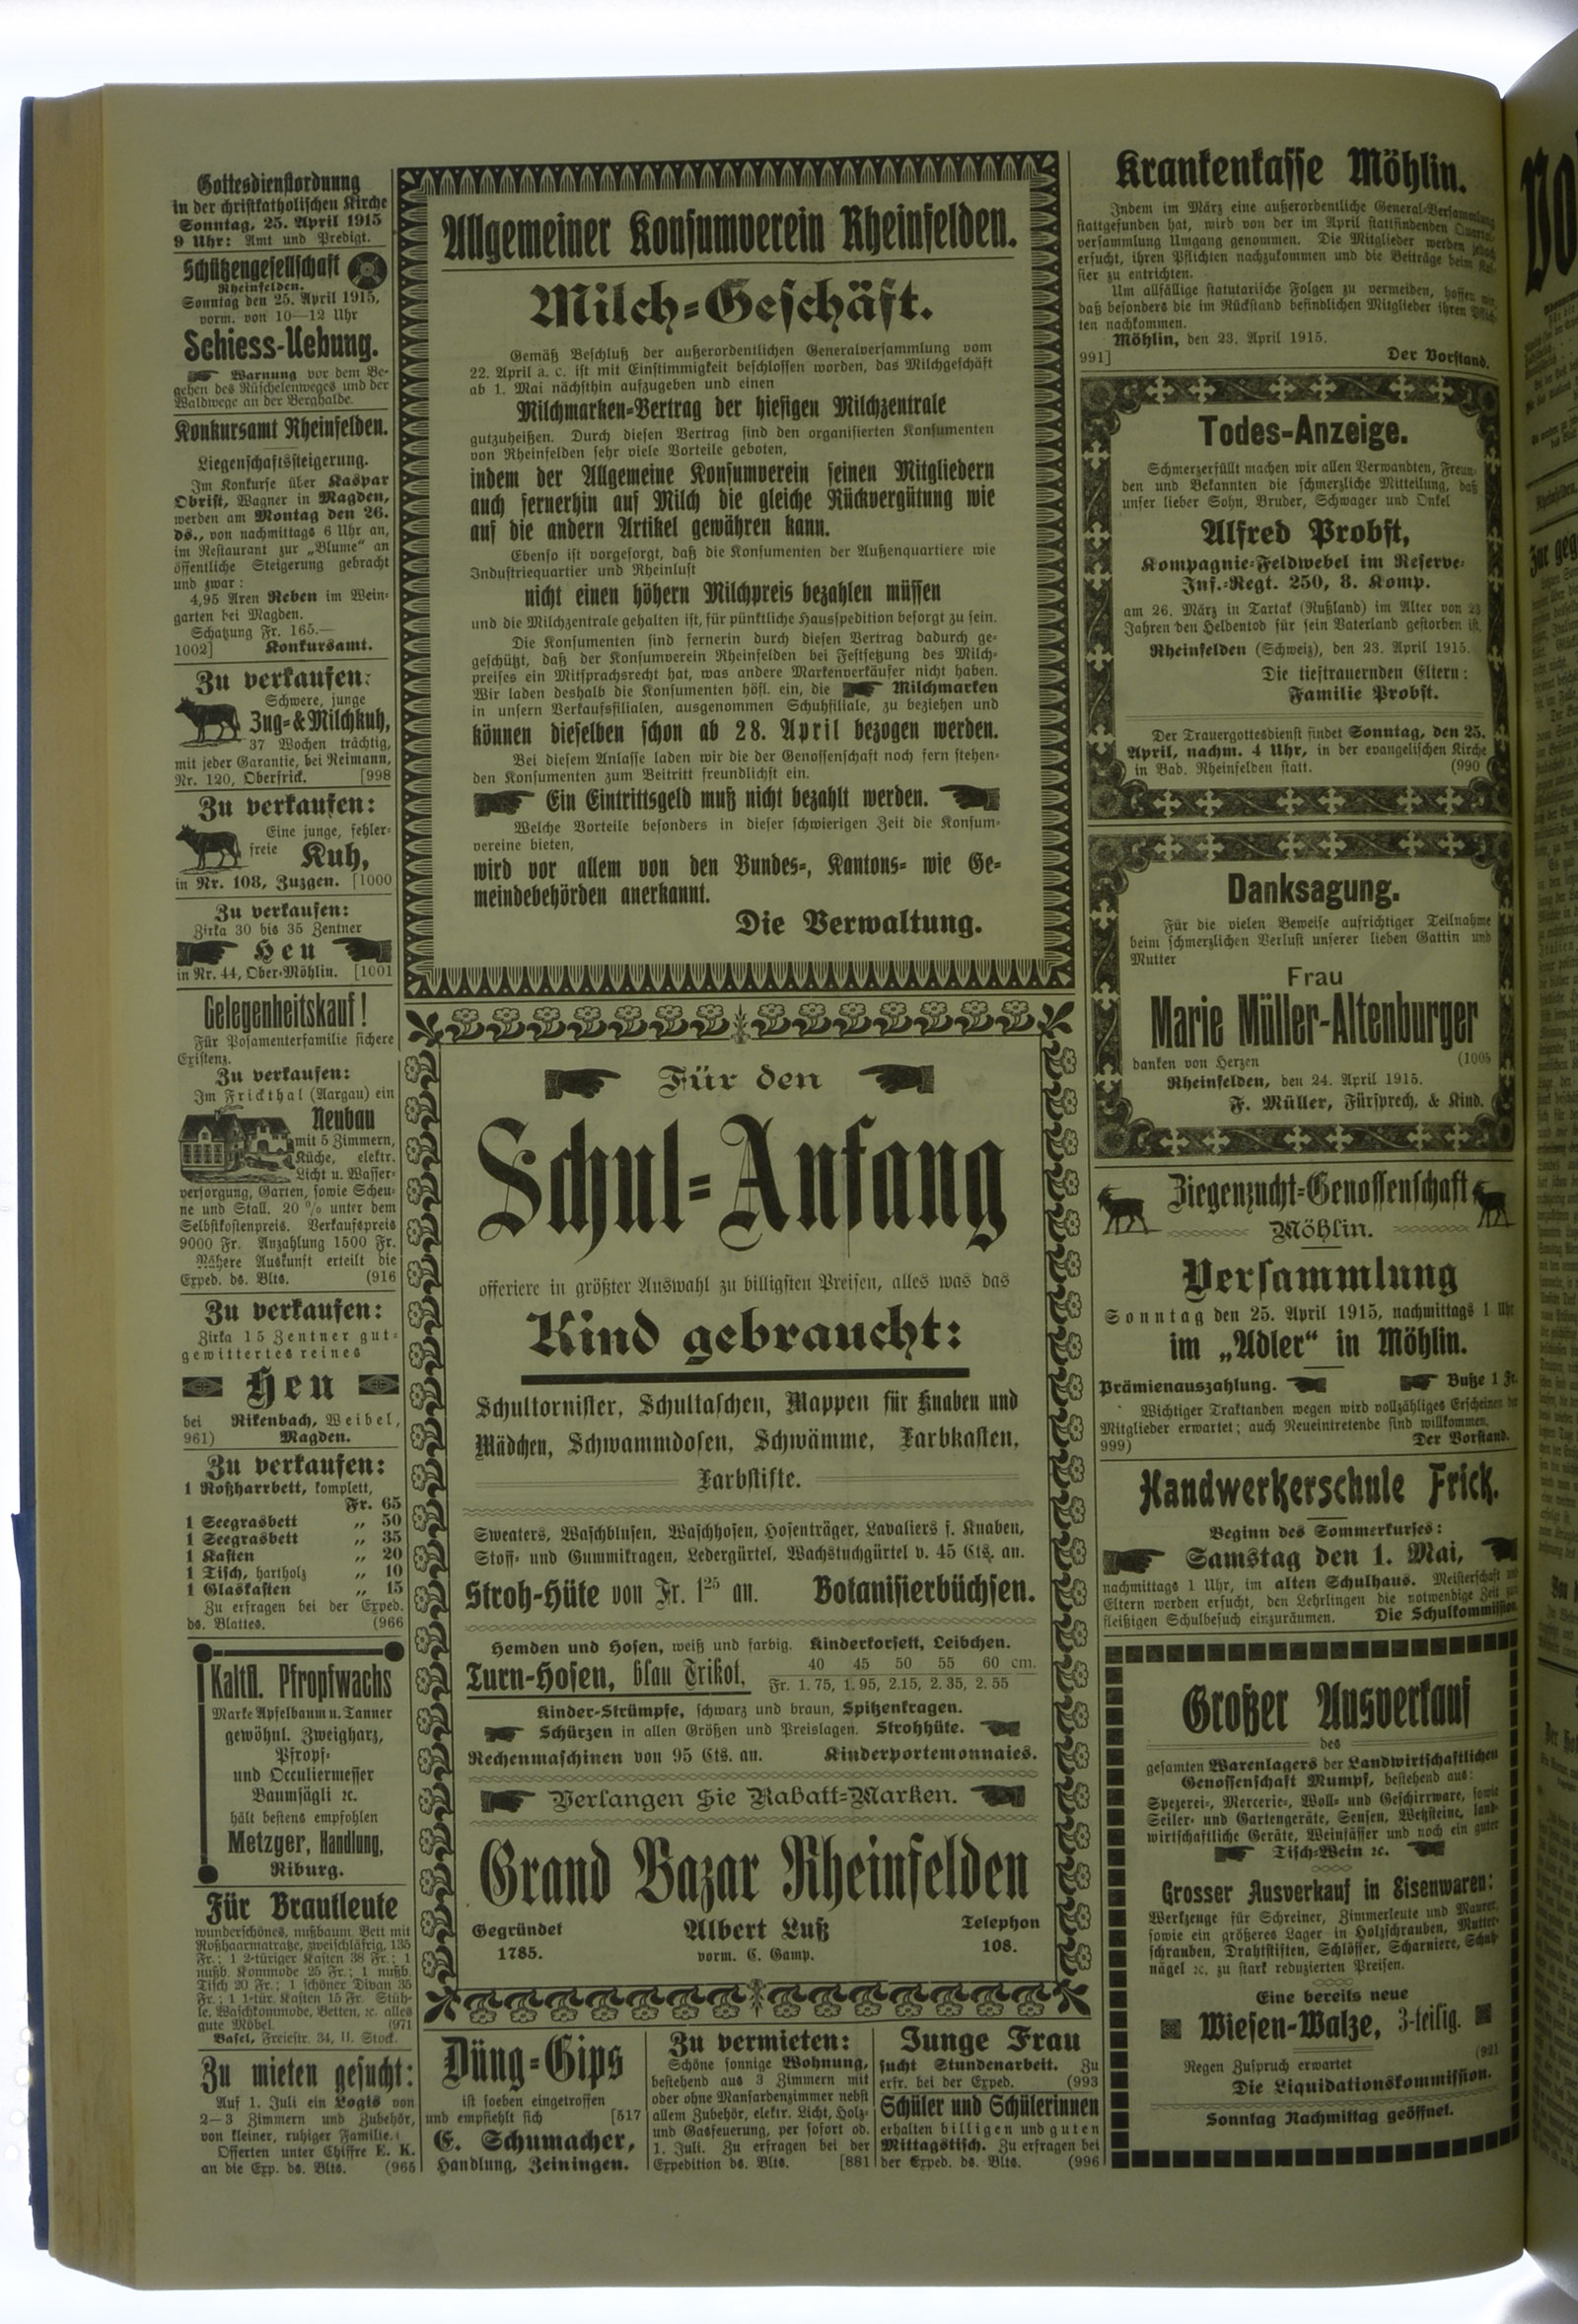 Gottesdienstordnung
in der christkatholischen Kirche
Sonntag, 25. April 1915
9 Uhr: Amt und Predigt.
Schützengesellschaft
Rheinfelden.
Sonntag den 25. April 1915,
vorm. von 10—12 Uhr
Schiess-Uebung.
Warnung vor dem Be-
gehen des Rüschelenweges und der
Waldwege an der Berghalde.
Konkursamt Rheinfelden.
Liegenschaftssteigerung.
Im Konkurse über Kaspar
Obrist, Wagner in Magden,
werden am Montag den 26.
ds., von nachmittags 6 Uhr an,
im Restaurant zur „Blume“ an
öffentliche Steigerung gebracht
und zwar:
4,95 Aren Reben im Wein-
garten bei Magden.
Schatzung Fr. 165.—
1002] Konkursamt.
Zu verkaufen:
Schwere, junge
Zug- & Milchkuh,
37 Wochen trächtig,
mit jeder Garantie, bei Reimann,
Nr. 120, Oberfrick. [998
Zu verkaufen:
Eine junge, fehler-
freie Kuh,
in Nr. 108, Zuzgen. [1000
Zu verkaufen:
Zirka 30 bis 35 Zentner
Heu
in Nr. 44, Ober-Möhlin. [1001
Gelegenheitskauf!
Für Posamenterfamilie sichere
Existenz.
Zu verkaufen:
Im Frickthal (Aargau) ein
Neubau
mit 5 Zimmern,
Küche, elektr.
Licht u. Wasser-
versorgung, Garten, sowie Scheu-
ne und Stall. 20 % unter dem
Selbstkostenpreis. Verkaufspreis
9000 Fr. Anzahlung 1500 Fr.
Nähere Auskunft erteilt die
Exped. ds. Blts. (916
Zu verkaufen:
Zirka 15 Zentner gut-
gewittertes reines
Heu
bei Rikenbach, Weibel,
961) Magden.
Zu verkaufen:
1 Roßharrbett, komplett,
Fr. 65
1 Seegrasbett „ 50
1 Seegrasbett „ 35
1 Kasten „ 20
1 Tisch, hartholz „ 10
1 Glaskasten „ 15
Zu erfragen bei der Exped.
ds. Blattes. (966
Kaltfl. Pfropfwachs
Marke Apfelbaum u. Tanner
gewöhnl. Zweigharz,
Pfropf-
und Occuliermesser
Baumsägli ꝛc.
hält bestens empfohlen
Metzger, Handlung,
Riburg.
Für Brautleute
wunderschönes, nußbaum. Bett mit
Roßhaarmatratze, zweischläfrig, 135
Fr.; 1 2-türiger Kasten 38 Fr.; 1
nußb. Kommode 25 Fr.; 1 nußb.
Tisch 20 Fr.; 1 schöner Divan 35
Fr.; 1 1-tür. Kasten 15 Fr. Stüh-
le, Waschkommode, Betten, ꝛc. alles
gute Möbel. (971
Basel, Freiestr. 34, II. Stock.
Zu mieten gesucht:
Auf 1. Juli ein Logis von
2—3 Zimmern und Zubehör,
von kleiner, ruhiger Familie.
Offerten unter Chiffre E. K.
an die Exp. ds. Blts. (965
Allgemeiner Konsumverein Rheinfelden.
Milch-Geschäft.
Gemäß Beschluß der außerordentlichen Generalversammlung vom
22. April a. c. ist mit Einstimmigkeit beschlossen worden, das Milchgeschäft
ab 1. Mai nächsthin aufzugeben und einen
Milchmarken-Vertrag der hiesigen Milchzentrale
gutzuheißen. Durch diesen Vertrag sind den organisierten Konsumenten
von Rheinfelden sehr viele Vorteile geboten,
indem der Allgemeine Konsumverein seinen Mitgliedern
auch fernerhin auf Milch die gleiche Rückvergütung wie
auf die andern Artikel gewähren kann.
Ebenso ist vorgesorgt, daß die Konsumenten der Außenquartiere wie
Industriequartier und Rheinlust
nicht einen höhern Milchpreis bezahlen müssen
und die Milchzentrale gehalten ist, für pünktliche Hausspedition besorgt zu sein.
Die Konsumenten sind fernerin durch diesen Vertrag dadurch ge-
geschützt, daß der Konsumverein Rheinfelden bei Festsetzung des Milch-
preises ein Mitsprachsrecht hat, was andere Markenverkäufer nicht haben.
Wir laden deshalb die Konsumenten höfl. ein, die Milchmarken
in unsern Verkaufsfilialen, ausgenommen Schuhfiliale, zu beziehen und
können dieselben schon ab 28. April bezogen werden.
Bei diesem Anlasse laden wir die der Genossenschaft noch fern stehen-
den Konsumenten zum Beitritt freundlichst ein.
Ein Eintrittsgeld muß nicht bezahlt werden.
Welche Vorteile besonders in dieser schwierigen Zeit die Konsum-
vereine bieten,
wird vor allem von den Bundes-, Kantons- wie Ge-
meindebehörden anerkannt.
Die Verwaltung.
Für den
Schul-Anfang
offeriere in größter Auswahl zu billigsten Preisen, alles was das
Kind gebraucht:
Schultornister, Schultaschen, Mappen für Knaben und
Mädchen, Schwammdosen, Schwämme, Farbkasten,
Farbstifte.
Sweaters, Waschblusen, Waschhosen, Hosenträger, Lavaliers f. Knaben,
Stoff- und Gummikragen, Ledergürtel, Wachstuchgürtel v. 45 Cts. an.
Stroh-Hüte von Fr. 1²⁵ an. Botanisierbüchsen.
Hemden und Hosen, weiß und farbig. Kinderkorsett, Leibchen.
Turn-Hosen, blau Trikot,
40 45 50 55 60 cm.
Fr. 1.75, 1.95, 2.15, 2.35, 2.55
Kinder-Strümpfe, schwarz und braun, Spitzenkragen.
Schürzen in allen Größen und Preislagen. Strohhüte.
Rechenmaschinen von 95 Cts. an. Kinderportemonnaies.
Verlangen Sie Rabatt-Marken.
Grand Bazar Rheinfelden
Gegründet
1785.
Albert Lutz
vorm. C. Gamp.
Telephon
108.
Düng-Gips
ist soeben eingetroffen
und empfiehlt sich [517
E. Schumacher,
Handlung, Zeiningen.
Zu vermieten:
Schöne sonnige Wohnung,
bestehend aus 3 Zimmern mit
oder ohne Mansardenzimmer nebst
allem Zubehör, elektr. Licht, Holz-
und Gasfeuerung, per sofort od.
1. Juli. Zu erfragen bei der
Expedition ds. Blts. [881
Junge Frau
sucht Stundenarbeit. Zu
erfr. bei der Exped. (993
Schüler und Schülerinnen
erhalten billigen und guten
Mittagstisch. Zu erfragen bei
der Exped. ds. Blts. (996
Krankenkasse Möhlin.
Indem im März eine außerordentliche General-Versammlung
stattgefunden hat, wird von der im April stattfindenden Quartal-
versammlung Umgang genommen. Die Mitglieder werden jedoch
ersucht, ihren Pflichten nachzukommen und die Beiträge beim Kas-
sier zu entrichten.
Um allfällige statutarische Folgen zu vermeiden, hoffen wir,
daß besonders die im Rückstand befindlichen Mitglieder ihren Pflich-
ten nachkommen.
Möhlin, den 23. April 1915.
991] Der Vorstand.
Todes-Anzeige.
Schmerzerfüllt machen wir allen Verwandten, Freun-
den und Bekannten die schmerzliche Mitteilung, daß
unser lieber Sohn, Bruder, Schwager und Onkel
Alfred Probst,
Kompagnie-Feldwebel im Reserve-
Inf.-Regt. 250, 8. Komp.
am 26. März in Tartak (Rußland) im Alter von 23
Jahren den Heldentod für sein Vaterland gestorben ist.
Rheinfelden (Schweiz), den 23. April 1915.
Die tieftrauernden Eltern:
Familie Probst.
Der Trauergottesdienst findet Sonntag, den 25.
April, nachm. 4 Uhr, in der evangelischen Kirche
in Bad. Rheinfelden statt. (990
Danksagung.
Für die vielen Beweise aufrichtiger Teilnahme
beim schmerzlichen Verlust unserer lieben Gattin und
Mutter
Frau
Marie Müller-Altenburger
danken von Herzen (1005
Rheinfelden, den 24. April 1915.
F. Müller, Fürsprech, & Kind.
Ziegenzucht-Genossenschaft
Möhlin.
Versammlung
Sonntag den 25. April 1915, nachmittags 1 Uhr
im „Adler“ in Möhlin.
Prämienauszahlung. Buße 1 Fr.
Wichtiger Traktanden wegen wird vollzähliges Erscheinen der
Mitglieder erwartet; auch Neueintretende sind willkommen.
999) Der Vorstand.
Handwerkerschule Frick.
Beginn des Sommerkurses:
Samstag den 1. Mai,
nachmittags 1 Uhr, im alten Schulhaus. Meisterschaft und
Eltern werden ersucht, den Lehrlingen die notwendige Zeit zum
fleißigen Schulbesuch einzuräumen. Die Schulkommission.
Großer Ausverkauf
des
gesamten Warenlagers der Landwirtschaftlichen
Genossenschaft Mumpf, bestehend aus:
Spezerei-, Mercerie-, Woll- und Geschirrware, sowie
Seiler- und Gartengeräte, Sensen, Wetzsteine, land-
wirtschaftliche Geräte, Weinfässer und noch ein guter
Tisch-Wein ꝛc.
Grosser Ausverkauf in Eisenwaren:
Werkzeuge für Schreiner, Zimmerleute und Maurer,
sowie ein größeres Lager in Holzschrauben, Mutter-
schrauben, Drahtstiften, Schlösser, Scharniere, Schuh-
nägel ꝛc. zu stark reduzierten Preisen.
Eine bereits neue
Wiesen-Walze, 3-teilig.
(921
Regen Zuspruch erwartet
Die Liquidationskommission.
Sonntag Nachmittag geöffnet.